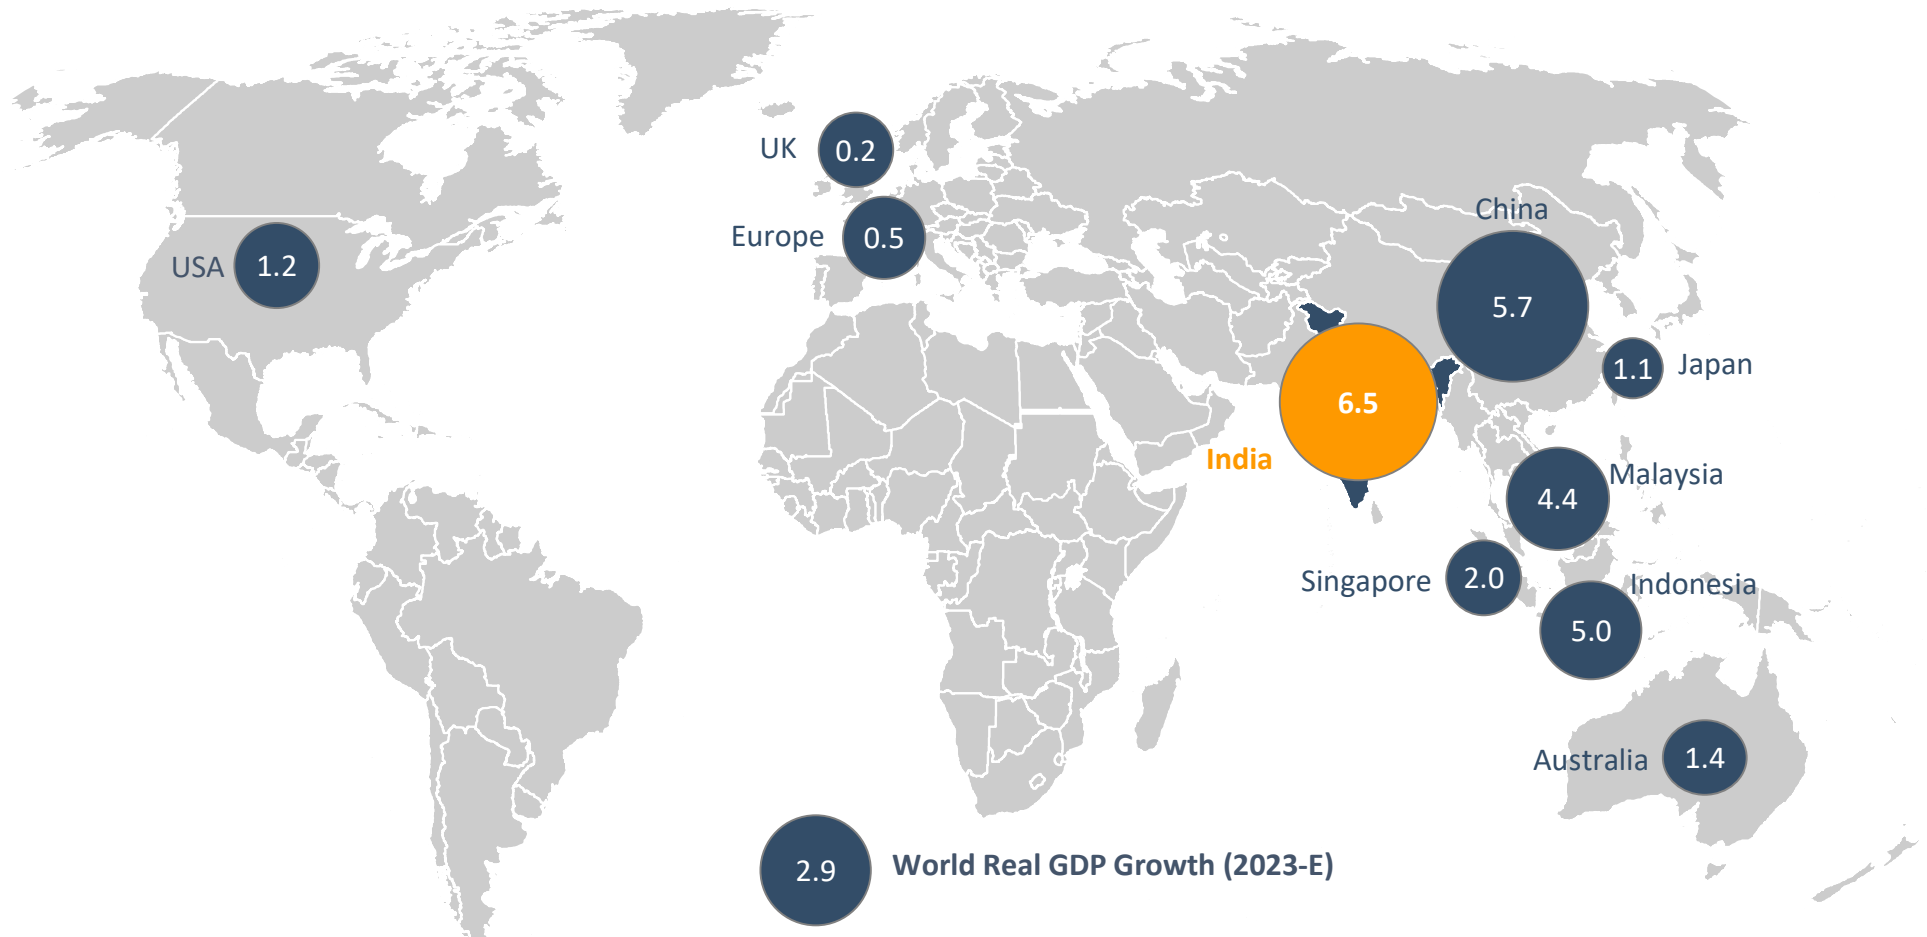 UK
0.2
Europe
0.5
USA
1.2
China
5.7
Japan
1.1
6.5
India
Malaysia
4.4
Singapore
2.0
Indonesia
5.0
Australia
1.4
2.9
World Real GDP Growth (2023-E)